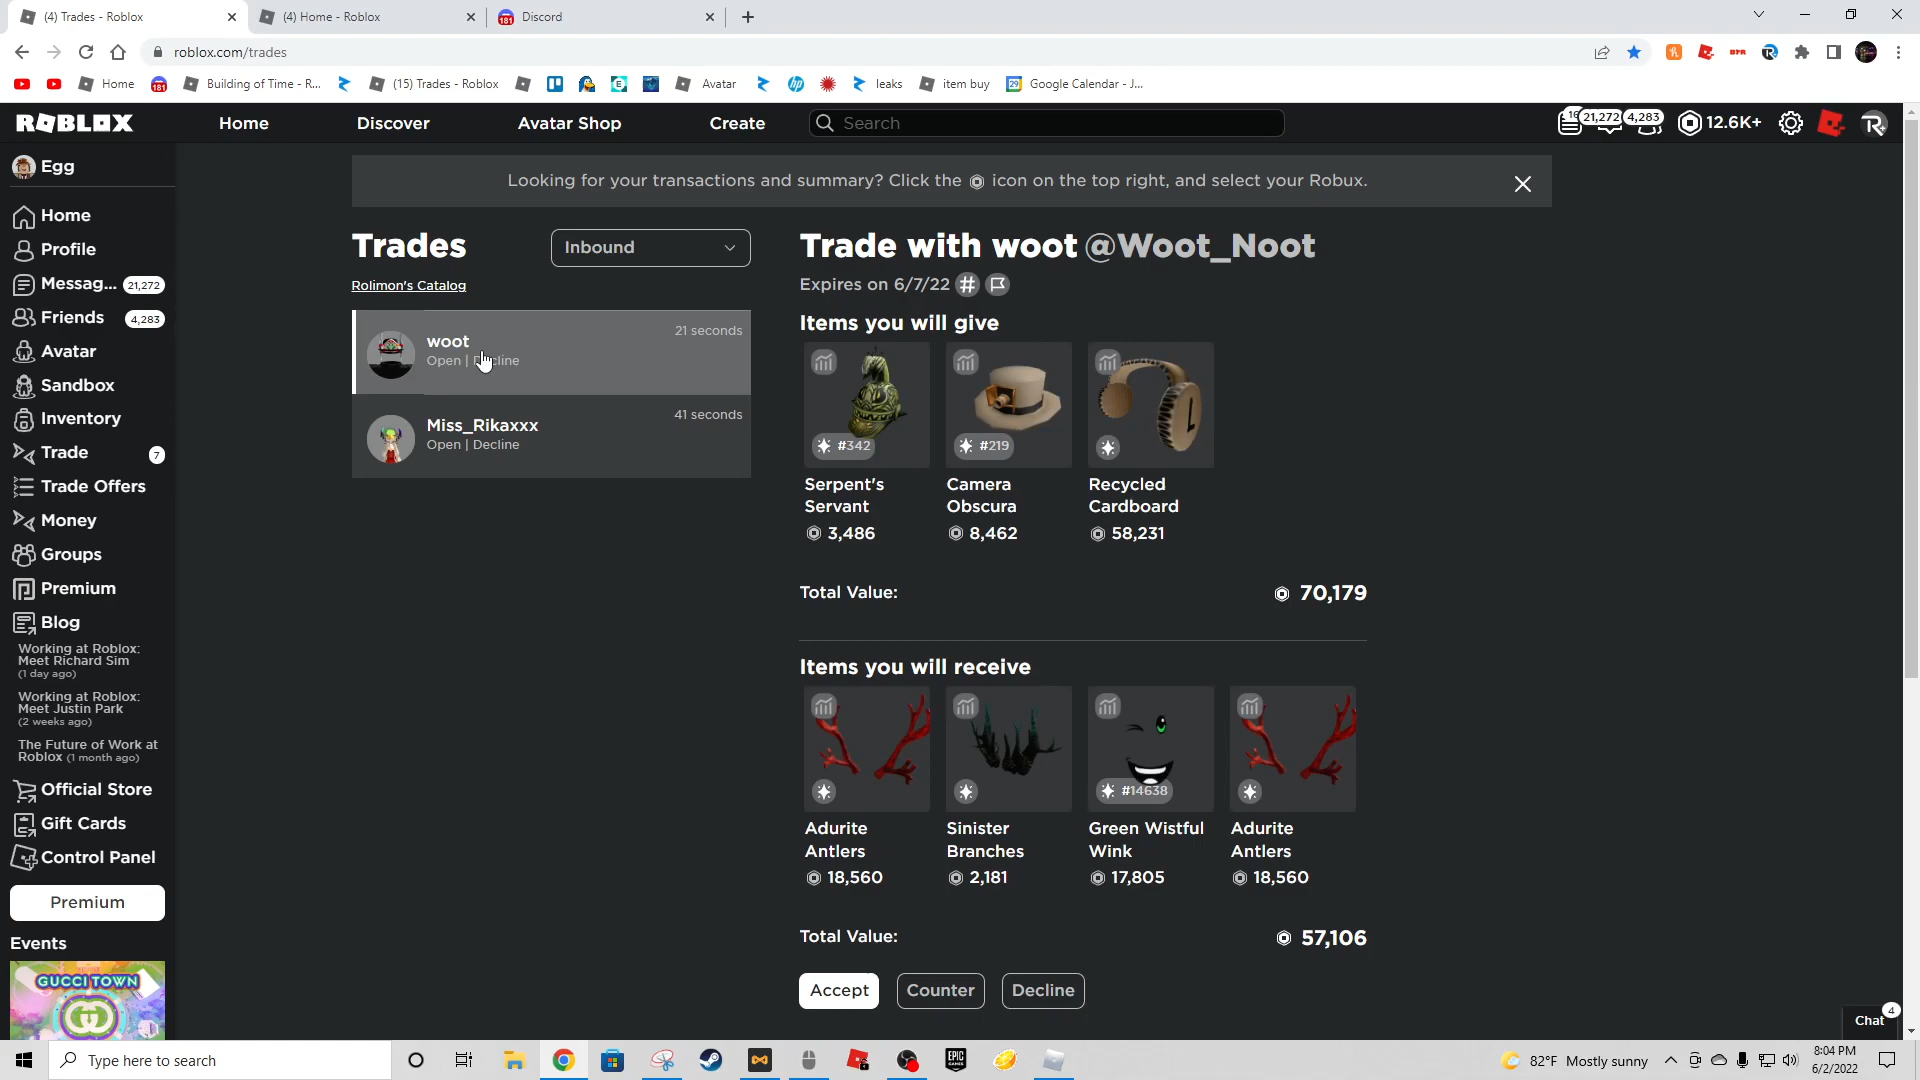 (4) Trades - Roblox
(4) Home - Roblox
181
Discord
roblox.com/trades
Home
181
Building of Time - R...
(15) Trades - Roblox
Avatar
leaks
item buy
Google Calendar - J...
ROBLOX
Home
Discover
Avatar Shop
Create
Search
21,272
4,283
12.6K+
Egg
Home
Profile
Messag... 21,272
Friends 4,283
Avatar
Sandbox
Inventory
Trade 7
Trade Offers
Money
Groups
Premium
Blog
Working at Roblox:
Meet Richard Sim
(1 day ago)
Working at Roblox:
Meet Justin Park
(2 weeks ago)
The Future of Work at
Roblox (1 month ago)
Official Store
Gift Cards
Control Panel
Premium
Events
GUCCI TOWN
Looking for your transactions and summary? Click the icon on the top right, and select your Robux.
Trades
Inbound
Rolimon's Catalog
woot
21 seconds
Open | Decline
Miss_Rikaxxx
41 seconds
Open | Decline
Trade with woot @Woot_Noot
Expires on 6/7/22 #
Items you will give
#342
#219
L
Serpent's
Servant
3,486
Camera
Obscura
8,462
Recycled
Cardboard
58,231
Total Value:
70,179
Items you will receive
#14638
Adurite
Antlers
18,560
Sinister
Branches
2,181
Green Wistful
Wink
17,805
Adurite
Antlers
18,560
Total Value:
57,106
Accept
Counter
Decline
Chat
4
Type here to search
EPIC
GAMES
82°F Mostly sunny
8:04 PM
6/2/2022